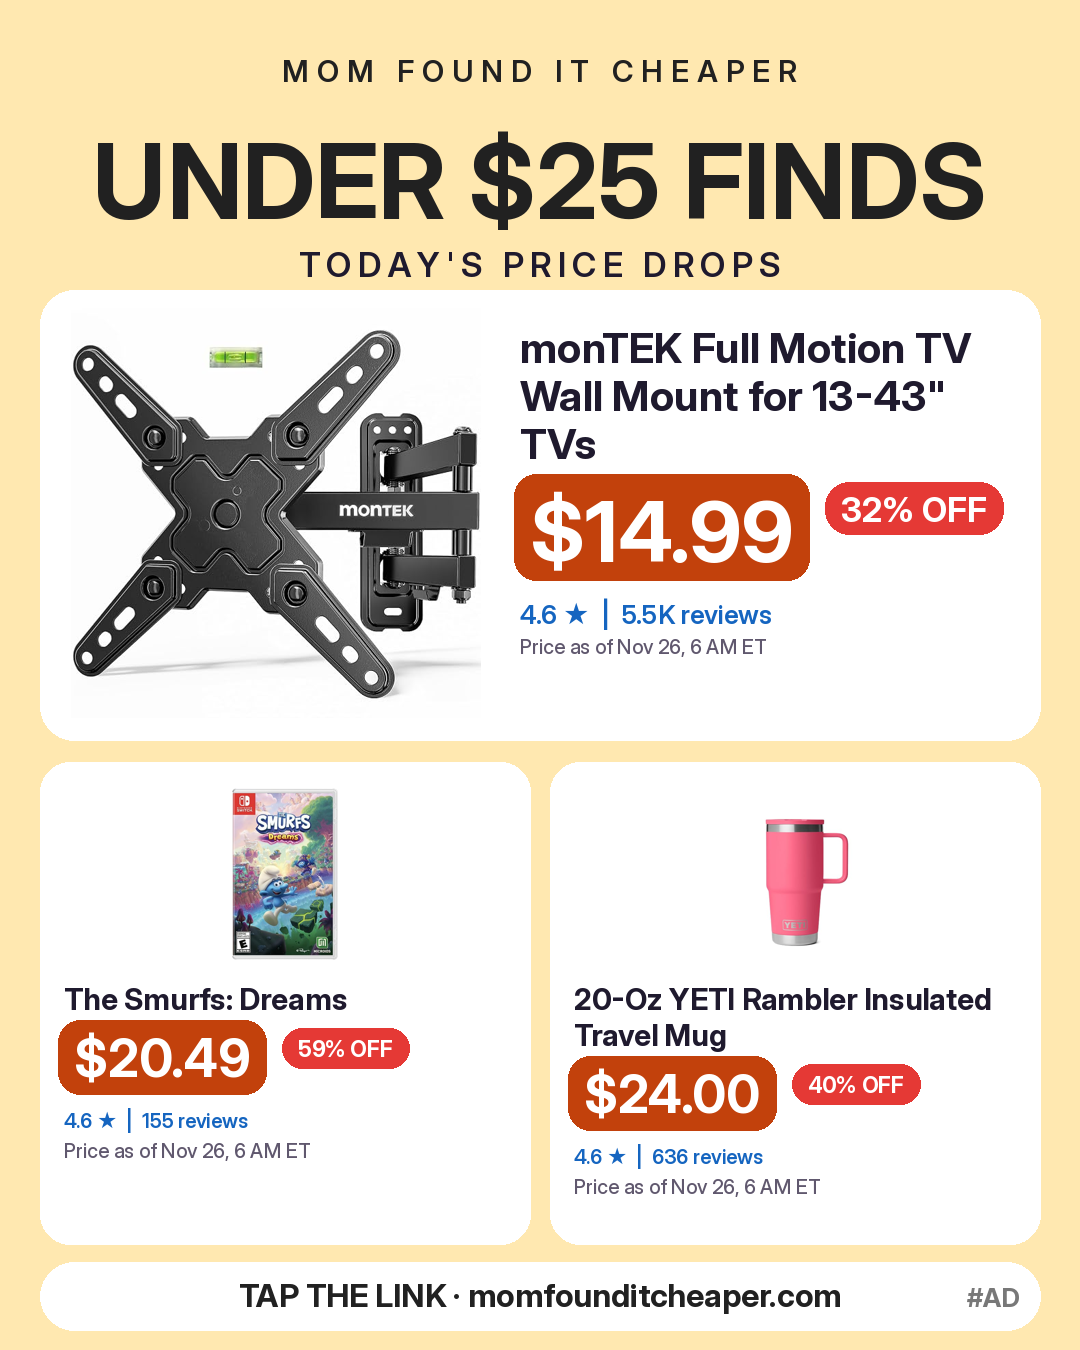 MOM FOUND IT CHEAPER
UNDER $25 FINDS
TODAY'S PRICE DROPS
monTEK
monTEK Full Motion TV
Wall Mount for 13-43"
TVs
$14.99
32% OFF
4.6 ★ | 5.5K reviews
Price as of Nov 26, 6 AM ET
SMURFS
Dreams
The Smurfs: Dreams
$20.49
59% OFF
4.6 ★ | 155 reviews
Price as of Nov 26, 6 AM ET
YETI
20-Oz YETI Rambler Insulated
Travel Mug
$24.00
40% OFF
4.6 ★ | 636 reviews
Price as of Nov 26, 6 AM ET
TAP THE LINK · momfounditcheaper.com
#AD